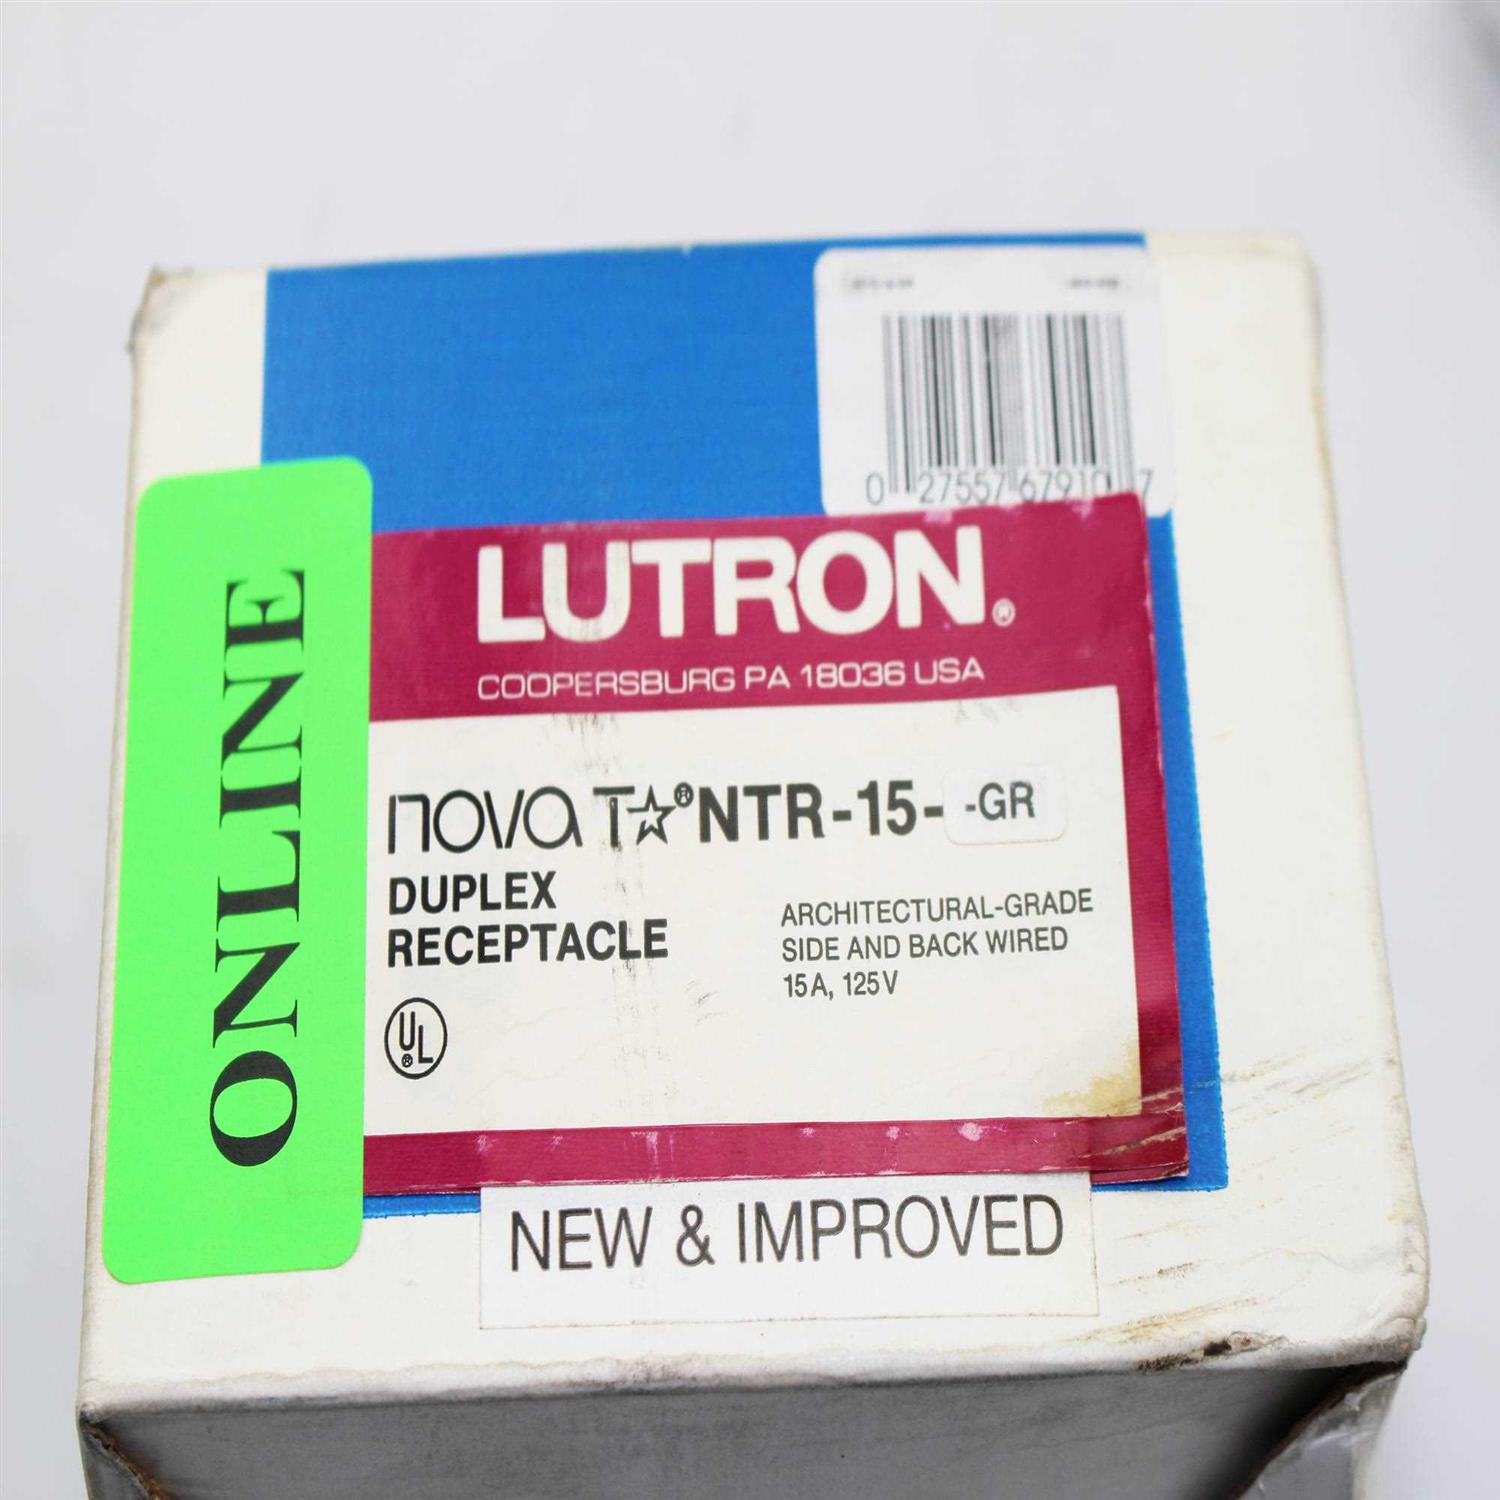 0 27557 67910 7
LUTRON®
COOPERSBURG PA 18036 USA
nova T☆® NTR-15- -GR
DUPLEX
RECEPTACLE
ARCHITECTURAL-GRADE
SIDE AND BACK WIRED
15A, 125V
UL®
NEW & IMPROVED
ONLINE